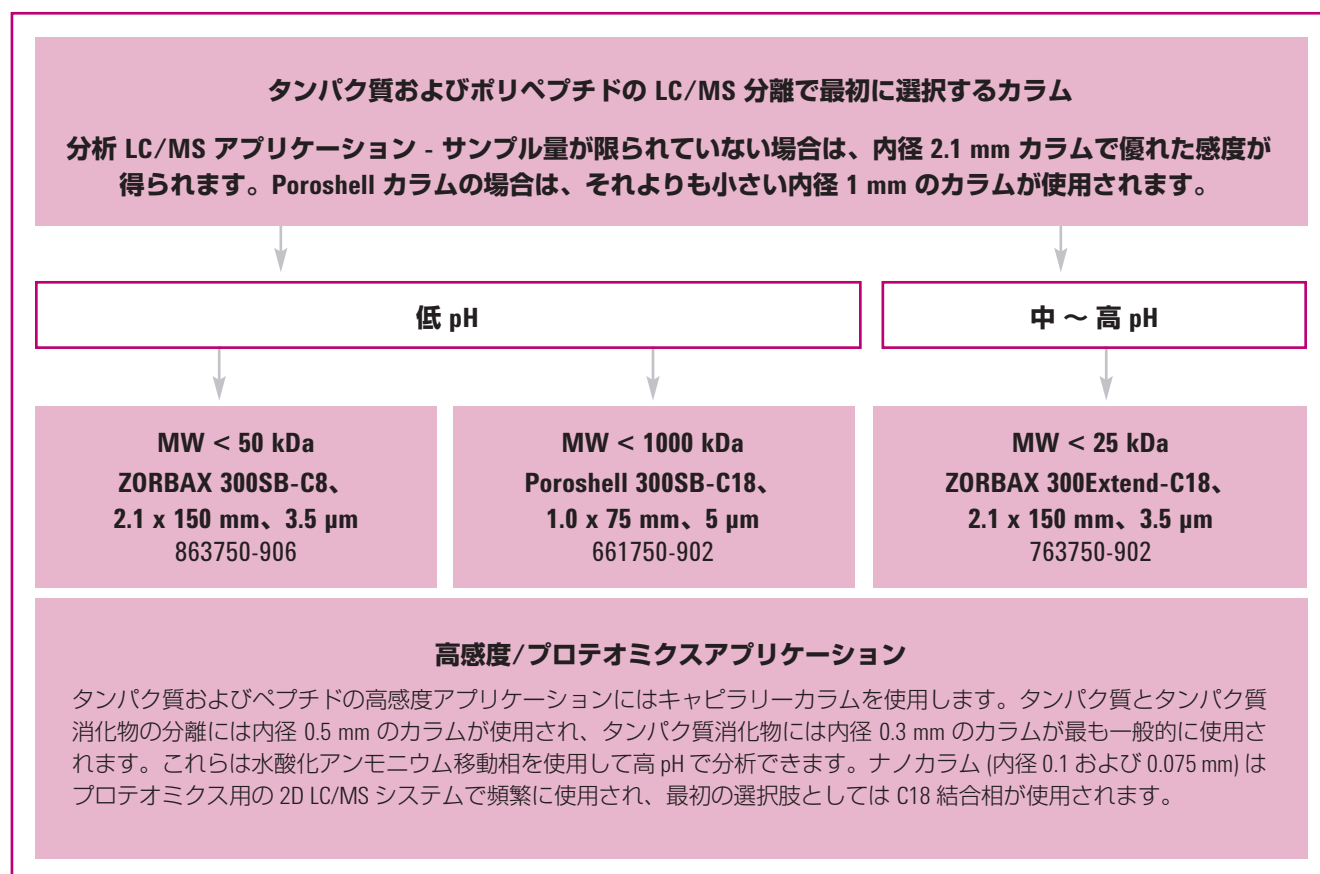 タンパク質およびポリペプチドの LC/MS 分離で最初に選択するカラム
分析 LC/MS アプリケーション - サンプル量が限られていない場合は、内径 2.1 mm カラムで優れた感度が
得られます。Poroshell カラムの場合は、それよりも小さい内径 1 mm のカラムが使用されます。
低 pH
中 〜 高 pH
MW < 50 kDa
ZORBAX 300SB-C8、
2.1 x 150 mm、3.5 µm
863750-906
MW < 1000 kDa
Poroshell 300SB-C18、
1.0 x 75 mm、5 µm
661750-902
MW < 25 kDa
ZORBAX 300Extend-C18、
2.1 x 150 mm、3.5 µm
763750-902
高感度/プロテオミクスアプリケーション
タンパク質およびペプチドの高感度アプリケーションにはキャピラリーカラムを使用します。タンパク質とタンパク質
消化物の分離には内径 0.5 mm のカラムが使用され、タンパク質消化物には内径 0.3 mm のカラムが最も一般的に使用さ
れます。これらは水酸化アンモニウム移動相を使用して高 pH で分析できます。ナノカラム (内径 0.1 および 0.075 mm) は
プロテオミクス用の 2D LC/MS システムで頻繁に使用され、最初の選択肢としては C18 結合相が使用されます。